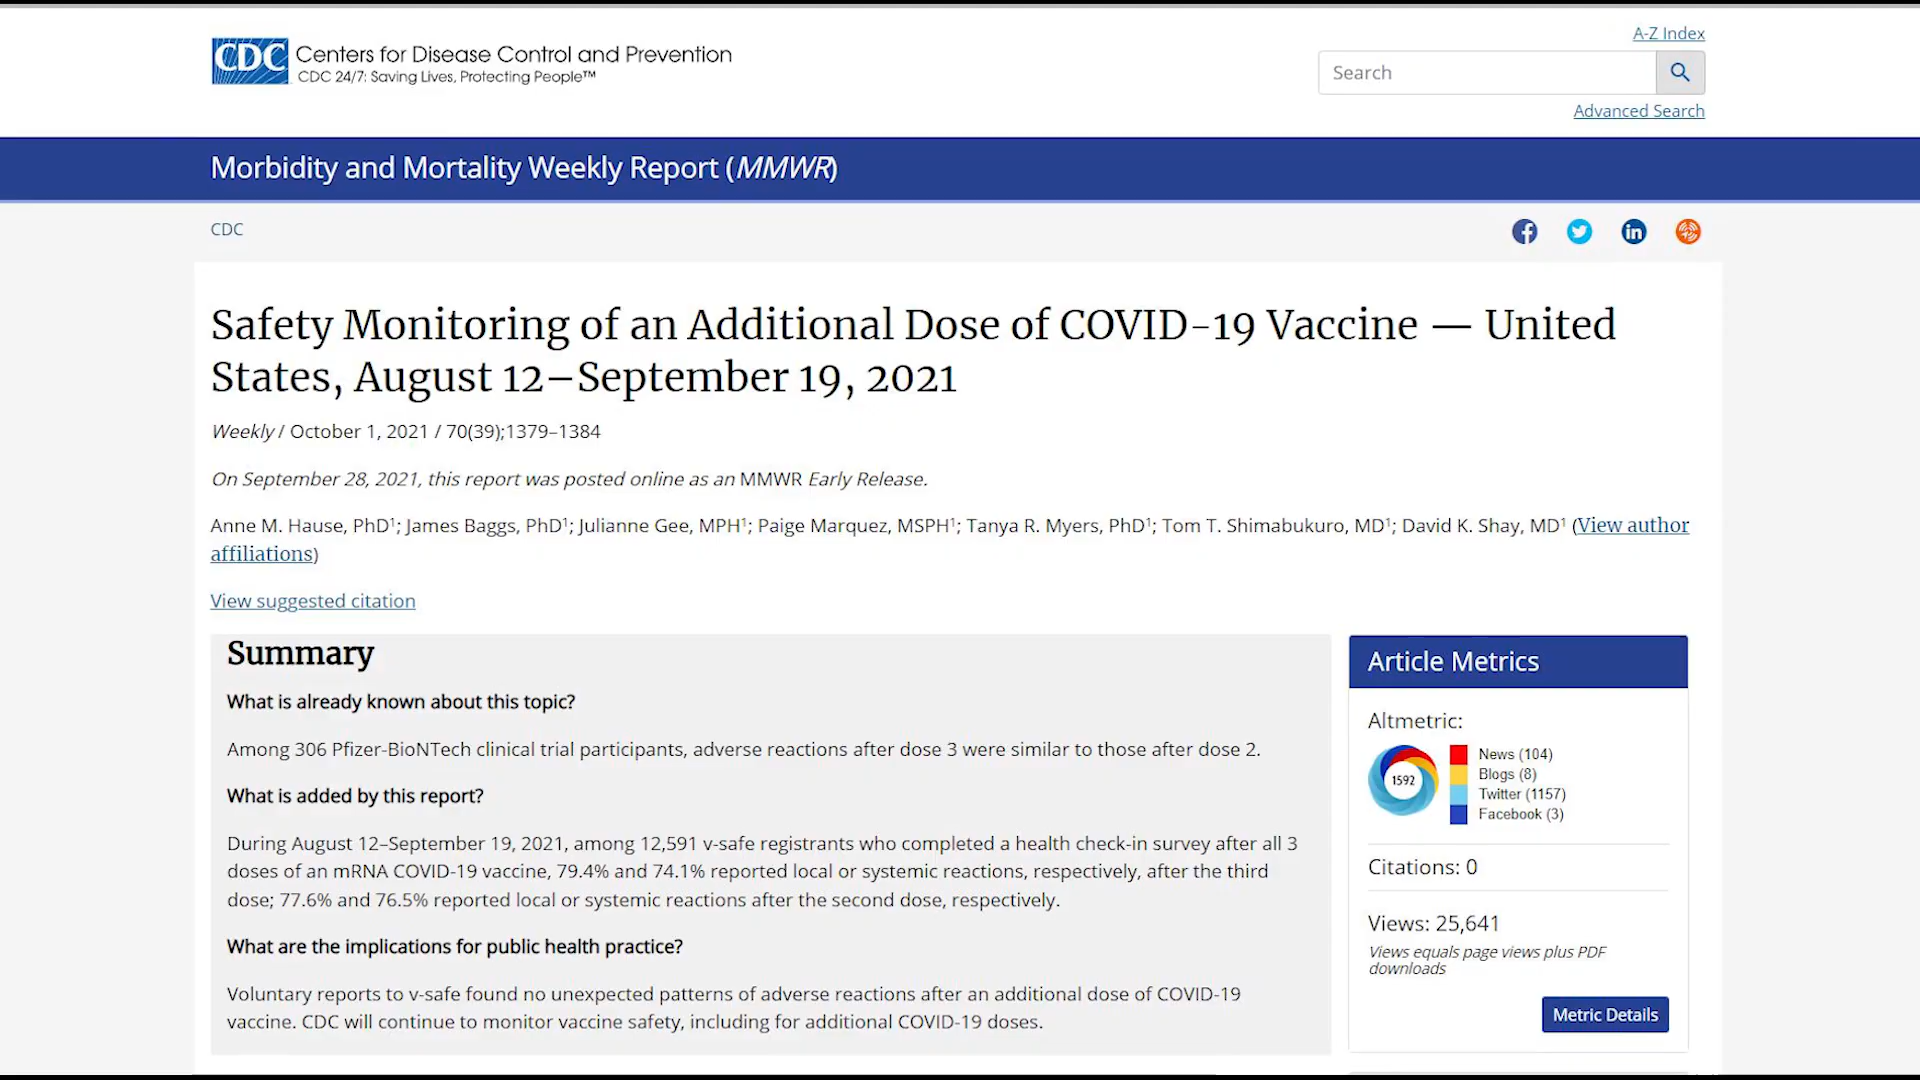 CDC Centers for Disease Control and Prevention
CDC 24/7: Saving Lives, Protecting People™
A-Z Index
Search
Advanced Search
Morbidity and Mortality Weekly Report (MMWR)
CDC
Safety Monitoring of an Additional Dose of COVID-19 Vaccine — United
States, August 12–September 19, 2021
Weekly / October 1, 2021 / 70(39);1379–1384
On September 28, 2021, this report was posted online as an MMWR Early Release.
Anne M. Hause, PhD¹; James Baggs, PhD¹; Julianne Gee, MPH¹; Paige Marquez, MSPH¹; Tanya R. Myers, PhD¹; Tom T. Shimabukuro, MD¹; David K. Shay, MD¹ (View author
affiliations)
View suggested citation
Summary
What is already known about this topic?
Among 306 Pfizer-BioNTech clinical trial participants, adverse reactions after dose 3 were similar to those after dose 2.
What is added by this report?
During August 12–September 19, 2021, among 12,591 v-safe registrants who completed a health check-in survey after all 3
doses of an mRNA COVID-19 vaccine, 79.4% and 74.1% reported local or systemic reactions, respectively, after the third
dose; 77.6% and 76.5% reported local or systemic reactions after the second dose, respectively.
What are the implications for public health practice?
Voluntary reports to v-safe found no unexpected patterns of adverse reactions after an additional dose of COVID-19
vaccine. CDC will continue to monitor vaccine safety, including for additional COVID-19 doses.
Article Metrics
Altmetric:
1592
News (104)
Blogs (8)
Twitter (1157)
Facebook (3)
Citations: 0
Views: 25,641
Views equals page views plus PDF
downloads
Metric Details